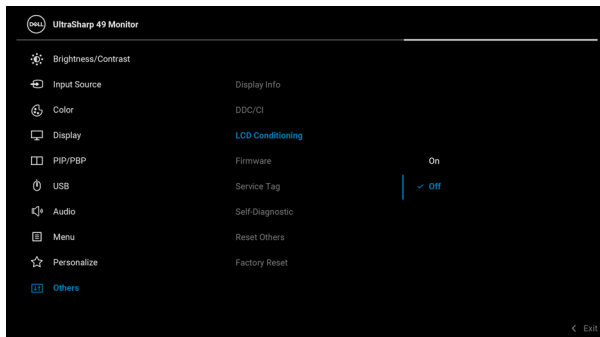 DELL UltraSharp 49 Monitor
Brightness/Contrast
Input Source Display Info
Color DDC/CI
Display LCD Conditioning
PIP/PBP Firmware On
USB Service Tag Off
Audio Self-Diagnostic
Menu Reset Others
Personalize Factory Reset
Others
Exit